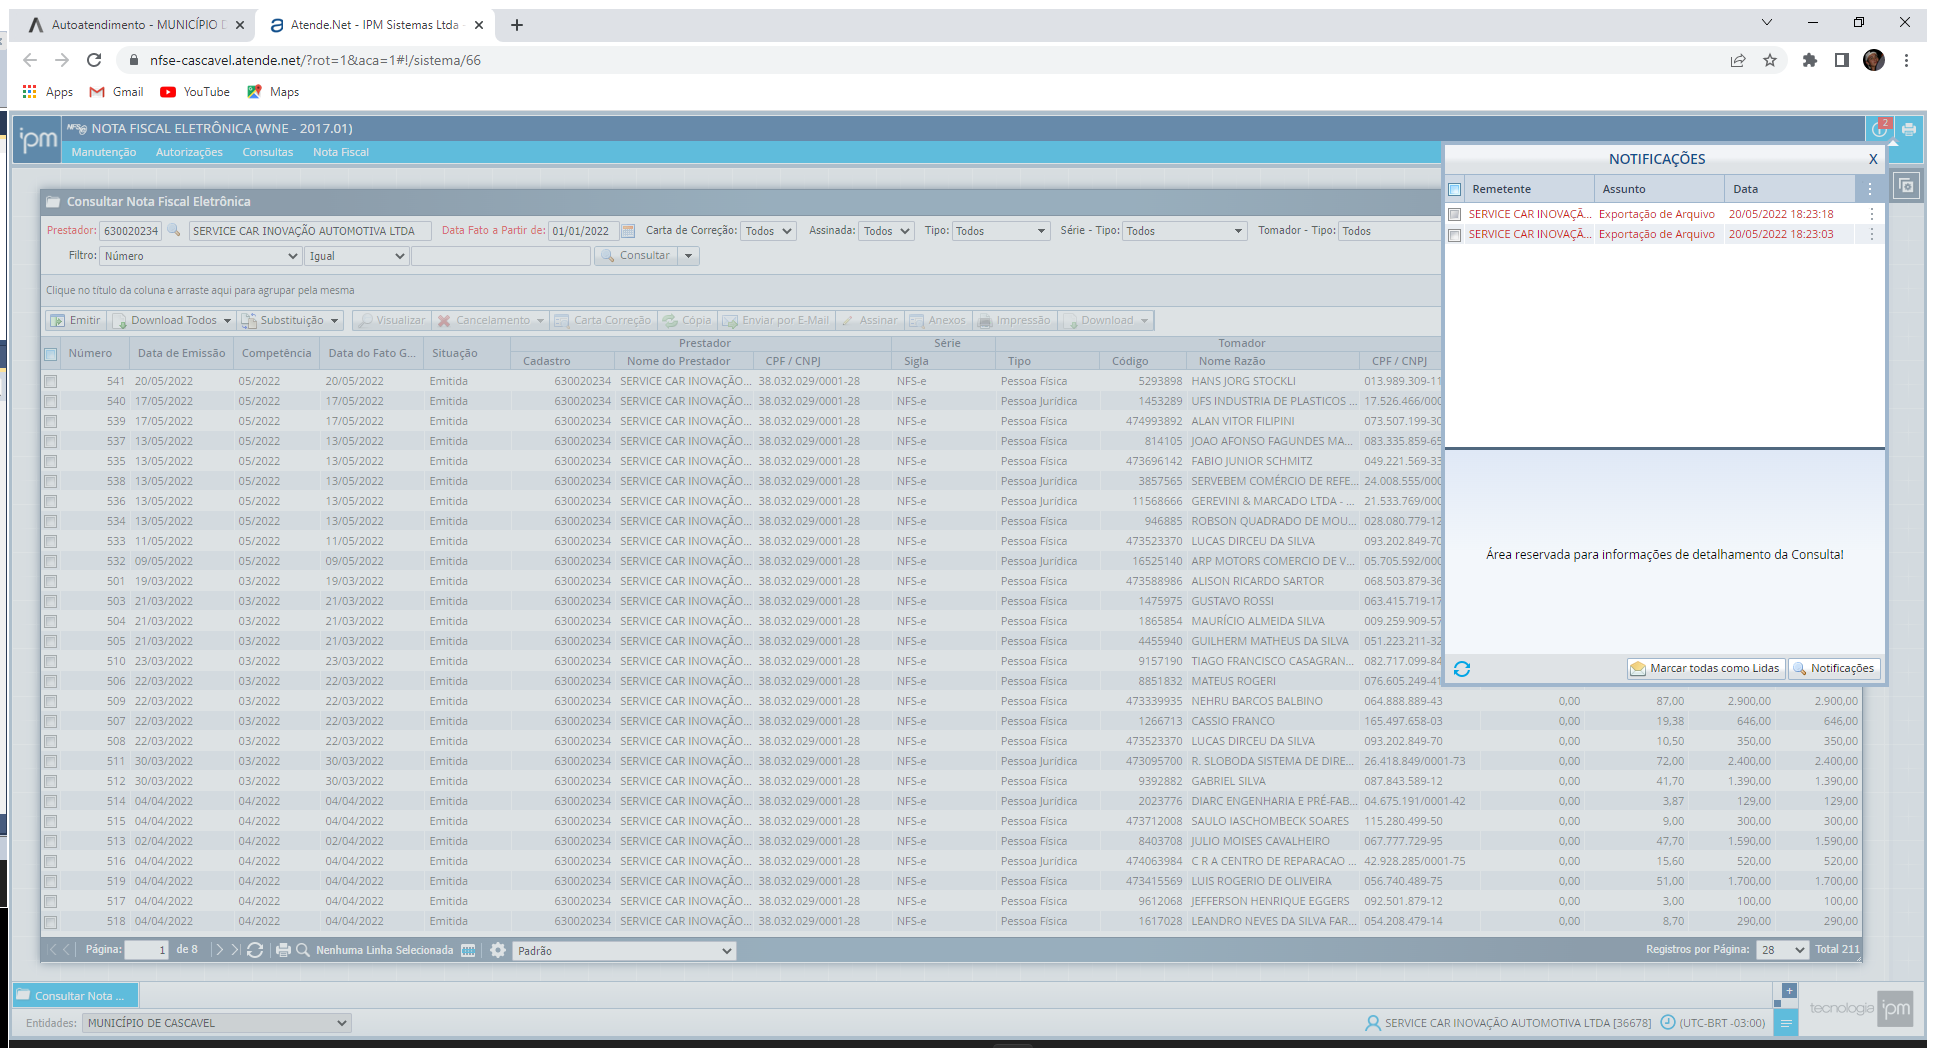 Autoatendimento - MUNICÍPIO D
Atende.Net - IPM Sistemas Ltda
nfse-cascavel.atende.net/?rot=1&aca=1#!/sistema/66
Apps Gmail YouTube Maps
ipm NFS-e NOTA FISCAL ELETRÔNICA (WNE - 2017.01) 2
Manutenção Autorizações Consultas Nota Fiscal
Consultar Nota Fiscal Eletrônica
Prestador: 630020234 SERVICE CAR INOVAÇÃO AUTOMOTIVA LTDA Data Fato a Partir de: 01/01/2022 Carta de Correção: Todos Assinada: Todos Tipo: Todos Série - Tipo: Todos Tomador - Tipo: Todos
Filtro: Número Igual Consultar
Clique no título da coluna e arraste aqui para agrupar pela mesma
Emitir Download Todos Substituição Visualizar Cancelamento Carta Correção Cópia Enviar por E-Mail Assinar Anexos Impressão Download
Prestador Série Tomador
Número Data de Emissão Competência Data do Fato G... Situação Cadastro Nome do Prestador CPF / CNPJ Sigla Tipo Código Nome Razão CPF / CNPJ
541 20/05/2022 05/2022 20/05/2022 Emitida 630020234 SERVICE CAR INOVAÇÃO... 38.032.029/0001-28 NFS-e Pessoa Física 5293898 HANS JORG STOCKLI 013.989.309-11
540 17/05/2022 05/2022 17/05/2022 Emitida 630020234 SERVICE CAR INOVAÇÃO... 38.032.029/0001-28 NFS-e Pessoa Jurídica 1453289 UFS INDUSTRIA DE PLASTICOS ... 17.526.466/000
539 17/05/2022 05/2022 17/05/2022 Emitida 630020234 SERVICE CAR INOVAÇÃO... 38.032.029/0001-28 NFS-e Pessoa Física 474993892 ALAN VITOR FILIPINI 073.507.199-30
537 13/05/2022 05/2022 13/05/2022 Emitida 630020234 SERVICE CAR INOVAÇÃO... 38.032.029/0001-28 NFS-e Pessoa Física 814105 JOAO AFONSO FAGUNDES MA... 083.335.859-65
535 13/05/2022 05/2022 13/05/2022 Emitida 630020234 SERVICE CAR INOVAÇÃO... 38.032.029/0001-28 NFS-e Pessoa Física 473696142 FABIO JUNIOR SCHMITZ 049.221.569-33
538 13/05/2022 05/2022 13/05/2022 Emitida 630020234 SERVICE CAR INOVAÇÃO... 38.032.029/0001-28 NFS-e Pessoa Jurídica 3857565 SERVEBEM COMÉRCIO DE REFE... 24.008.555/000
536 13/05/2022 05/2022 13/05/2022 Emitida 630020234 SERVICE CAR INOVAÇÃO... 38.032.029/0001-28 NFS-e Pessoa Jurídica 11568666 GEREVINI & MARCADO LTDA - ... 21.533.769/000
534 13/05/2022 05/2022 13/05/2022 Emitida 630020234 SERVICE CAR INOVAÇÃO... 38.032.029/0001-28 NFS-e Pessoa Física 946885 ROBSON QUADRADO DE MOU... 028.080.779-12
533 11/05/2022 05/2022 11/05/2022 Emitida 630020234 SERVICE CAR INOVAÇÃO... 38.032.029/0001-28 NFS-e Pessoa Física 473523370 LUCAS DIRCEU DA SILVA 093.202.849-70
532 09/05/2022 05/2022 09/05/2022 Emitida 630020234 SERVICE CAR INOVAÇÃO... 38.032.029/0001-28 NFS-e Pessoa Jurídica 16525140 ARP MOTORS COMERCIO DE V... 05.705.592/000
501 19/03/2022 03/2022 19/03/2022 Emitida 630020234 SERVICE CAR INOVAÇÃO... 38.032.029/0001-28 NFS-e Pessoa Física 473588986 ALISON RICARDO SARTOR 068.503.879-36
503 21/03/2022 03/2022 21/03/2022 Emitida 630020234 SERVICE CAR INOVAÇÃO... 38.032.029/0001-28 NFS-e Pessoa Física 1475975 GUSTAVO ROSSI 063.415.719-17
504 21/03/2022 03/2022 21/03/2022 Emitida 630020234 SERVICE CAR INOVAÇÃO... 38.032.029/0001-28 NFS-e Pessoa Física 1865854 MAURÍCIO ALMEIDA SILVA 009.259.909-57
505 21/03/2022 03/2022 21/03/2022 Emitida 630020234 SERVICE CAR INOVAÇÃO... 38.032.029/0001-28 NFS-e Pessoa Física 4455940 GUILHERM MATHEUS DA SILVA 051.223.211-32
510 23/03/2022 03/2022 23/03/2022 Emitida 630020234 SERVICE CAR INOVAÇÃO... 38.032.029/0001-28 NFS-e Pessoa Física 9157190 TIAGO FRANCISCO CASAGRAN... 082.717.099-84
506 22/03/2022 03/2022 22/03/2022 Emitida 630020234 SERVICE CAR INOVAÇÃO... 38.032.029/0001-28 NFS-e Pessoa Física 8851832 MATEUS ROGERI 076.605.249-41
509 22/03/2022 03/2022 22/03/2022 Emitida 630020234 SERVICE CAR INOVAÇÃO... 38.032.029/0001-28 NFS-e Pessoa Física 473339935 NEHRU BARCOS BALBINO 064.888.889-43 0,00 87,00 2.900,00 2.900,00
507 22/03/2022 03/2022 22/03/2022 Emitida 630020234 SERVICE CAR INOVAÇÃO... 38.032.029/0001-28 NFS-e Pessoa Física 1266713 CASSIO FRANCO 165.497.658-03 0,00 19,38 646,00 646,00
508 22/03/2022 03/2022 22/03/2022 Emitida 630020234 SERVICE CAR INOVAÇÃO... 38.032.029/0001-28 NFS-e Pessoa Física 473523370 LUCAS DIRCEU DA SILVA 093.202.849-70 0,00 10,50 350,00 350,00
511 30/03/2022 03/2022 30/03/2022 Emitida 630020234 SERVICE CAR INOVAÇÃO... 38.032.029/0001-28 NFS-e Pessoa Jurídica 473095700 R. SLOBODA SISTEMA DE DIRE... 26.418.849/0001-73 0,00 72,00 2.400,00 2.400,00
512 30/03/2022 03/2022 30/03/2022 Emitida 630020234 SERVICE CAR INOVAÇÃO... 38.032.029/0001-28 NFS-e Pessoa Física 9392882 GABRIEL SILVA 087.843.589-12 0,00 41,70 1.390,00 1.390,00
514 04/04/2022 04/2022 04/04/2022 Emitida 630020234 SERVICE CAR INOVAÇÃO... 38.032.029/0001-28 NFS-e Pessoa Jurídica 2023776 DIARC ENGENHARIA E PRÉ-FAB... 04.675.191/0001-42 0,00 3,87 129,00 129,00
515 04/04/2022 04/2022 04/04/2022 Emitida 630020234 SERVICE CAR INOVAÇÃO... 38.032.029/0001-28 NFS-e Pessoa Física 473712008 SAULO IASCHOMBECK SOARES 115.280.499-50 0,00 9,00 300,00 300,00
513 02/04/2022 04/2022 02/04/2022 Emitida 630020234 SERVICE CAR INOVAÇÃO... 38.032.029/0001-28 NFS-e Pessoa Física 8403708 JULIO MOISES CAVALHEIRO 067.777.729-95 0,00 47,70 1.590,00 1.590,00
516 04/04/2022 04/2022 04/04/2022 Emitida 630020234 SERVICE CAR INOVAÇÃO... 38.032.029/0001-28 NFS-e Pessoa Jurídica 474063984 C R A CENTRO DE REPARACAO ... 42.928.285/0001-75 0,00 15,60 520,00 520,00
519 04/04/2022 04/2022 04/04/2022 Emitida 630020234 SERVICE CAR INOVAÇÃO... 38.032.029/0001-28 NFS-e Pessoa Física 473415569 LUIS ROGERIO DE OLIVEIRA 056.740.489-75 0,00 51,00 1.700,00 1.700,00
517 04/04/2022 04/2022 04/04/2022 Emitida 630020234 SERVICE CAR INOVAÇÃO... 38.032.029/0001-28 NFS-e Pessoa Física 9612068 JEFFERSON HENRIQUE EGGERS 092.501.879-12 0,00 3,00 100,00 100,00
518 04/04/2022 04/2022 04/04/2022 Emitida 630020234 SERVICE CAR INOVAÇÃO... 38.032.029/0001-28 NFS-e Pessoa Física 1617028 LEANDRO NEVES DA SILVA FAR... 054.208.479-14 0,00 8,70 290,00 290,00
Página: 1 de 8 Nenhuma Linha Selecionada Padrão Registros por Página: 28 Total 211
NOTIFICAÇÕES X
Remetente Assunto Data
SERVICE CAR INOVAÇÃ... Exportação de Arquivo 20/05/2022 18:23:18
SERVICE CAR INOVAÇÃ... Exportação de Arquivo 20/05/2022 18:23:03
Área reservada para informações de detalhamento da Consulta!
Marcar todas como Lidas Notificações
Consultar Nota ...
Entidades: MUNICÍPIO DE CASCAVEL SERVICE CAR INOVAÇÃO AUTOMOTIVA LTDA [36678] (UTC-BRT -03:00) tecnologia ipm